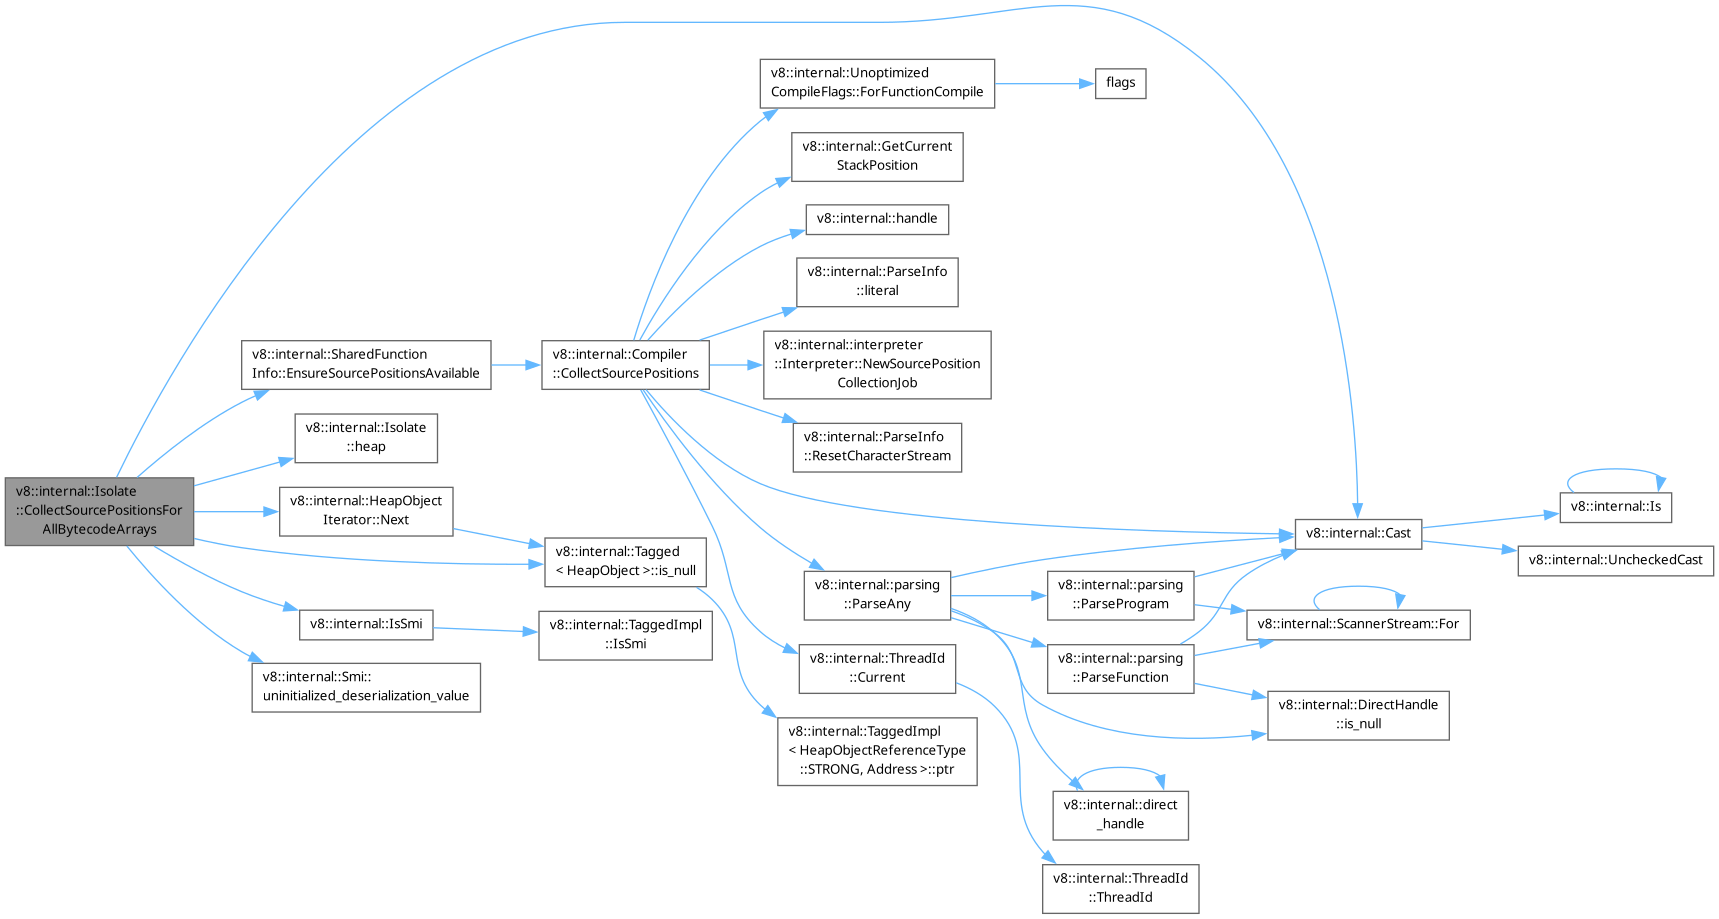 v8::internal::Isolate
::CollectSourcePositionsFor
AllBytecodeArrays
v8::internal::SharedFunction
Info::EnsureSourcePositionsAvailable
v8::internal::Isolate
::heap
v8::internal::HeapObject
Iterator::Next
v8::internal::IsSmi
v8::internal::Smi::
uninitialized_deserialization_value
v8::internal::Compiler
::CollectSourcePositions
v8::internal::Tagged
< HeapObject >::is_null
v8::internal::TaggedImpl
::IsSmi
v8::internal::Unoptimized
CompileFlags::ForFunctionCompile
v8::internal::GetCurrent
StackPosition
v8::internal::handle
v8::internal::ParseInfo
::literal
v8::internal::interpreter
::Interpreter::NewSourcePosition
CollectionJob
v8::internal::ParseInfo
::ResetCharacterStream
v8::internal::parsing
::ParseAny
v8::internal::ThreadId
::Current
v8::internal::TaggedImpl
< HeapObjectReferenceType
::STRONG, Address >::ptr
flags
v8::internal::parsing
::ParseProgram
v8::internal::parsing
::ParseFunction
v8::internal::direct
_handle
v8::internal::ThreadId
::ThreadId
v8::internal::Cast
v8::internal::ScannerStream::For
v8::internal::DirectHandle
::is_null
v8::internal::Is
v8::internal::UncheckedCast